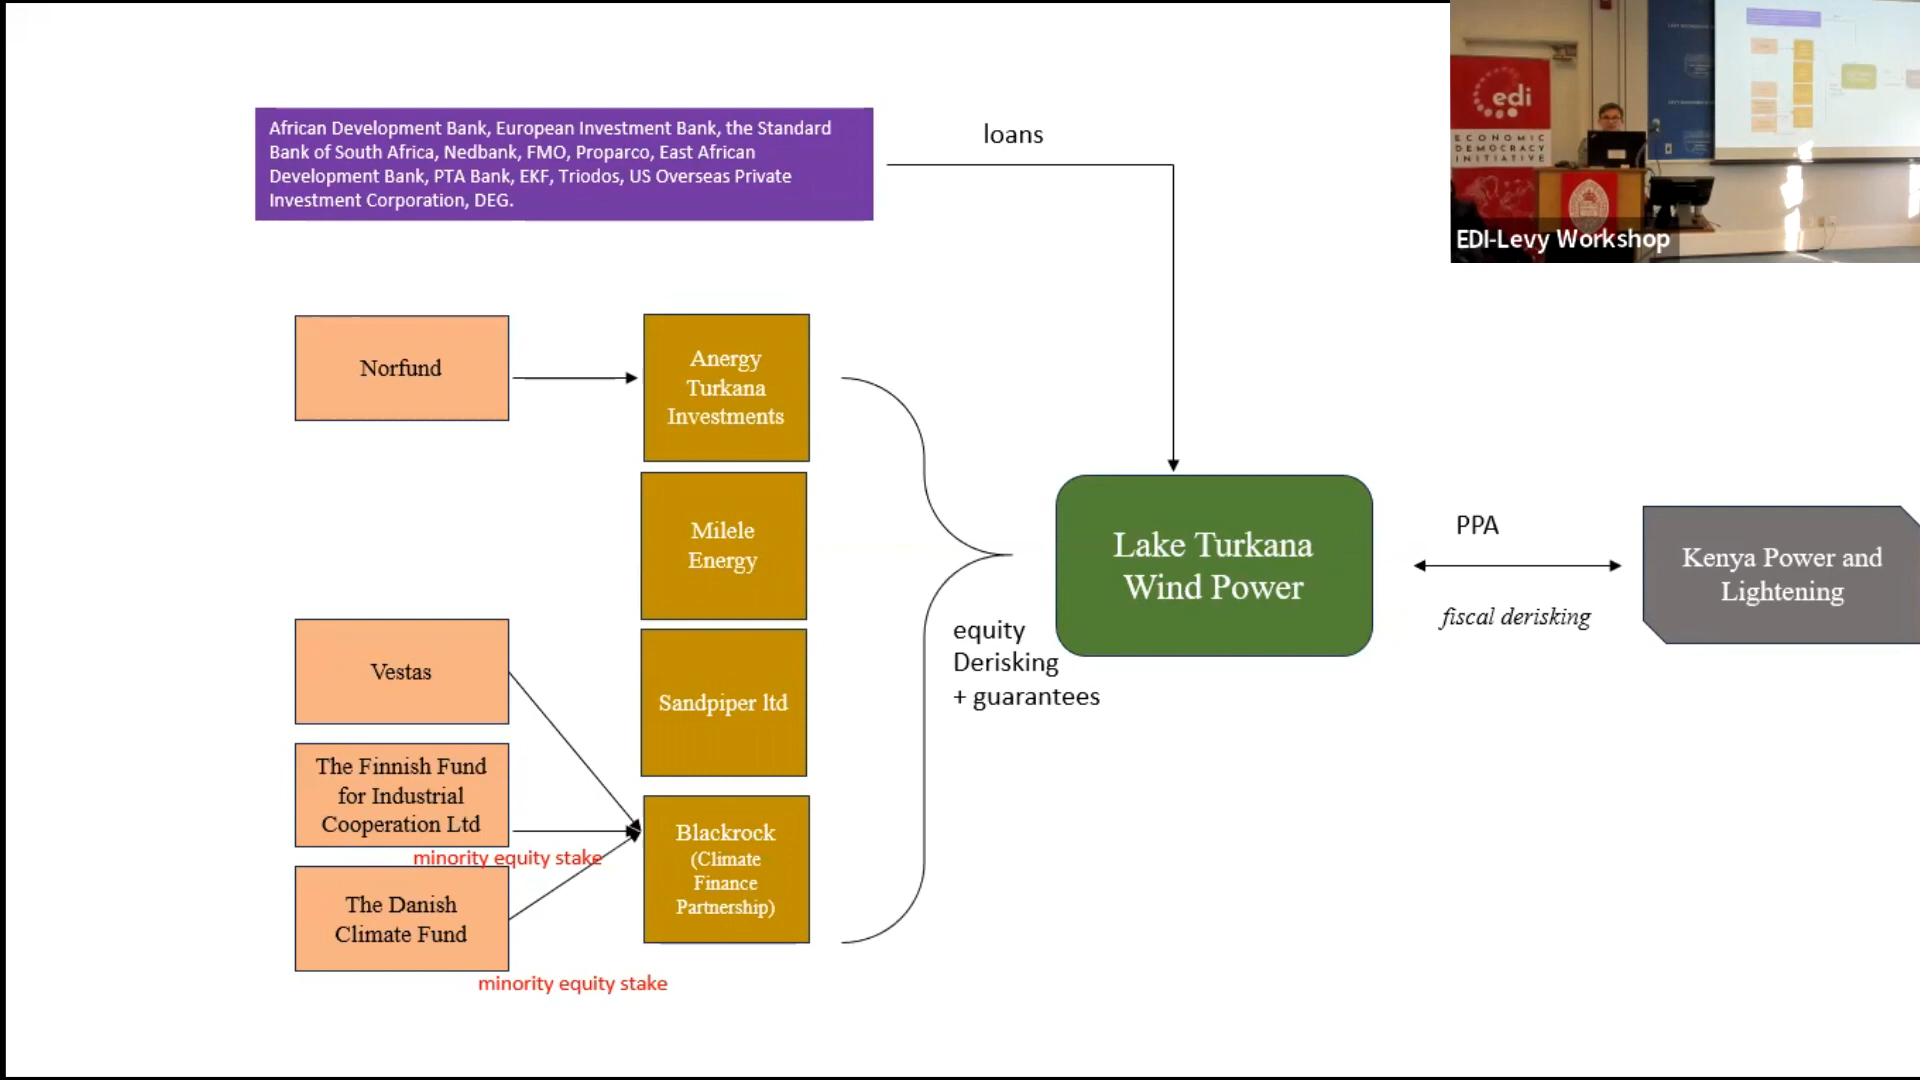 African Development Bank, European Investment Bank, the Standard
Bank of South Africa, Nedbank, FMO, Proparco, East African
Development Bank, PTA Bank, EKF, Triodos, US Overseas Private
Investment Corporation, DEG.
loans
edi
ECONOMIC
DEMOCRACY
INITIATIVE
EDI-Levy Workshop
Norfund
Anergy
Turkana
Investments
Milele
Energy
Lake Turkana
Wind Power
PPA
fiscal derisking
Kenya Power and
Lightening
equity
Derisking
+ guarantees
Vestas
Sandpiper ltd
The Finnish Fund
for Industrial
Cooperation Ltd
minority equity stake
Blackrock
(Climate
Finance
Partnership)
The Danish
Climate Fund
minority equity stake